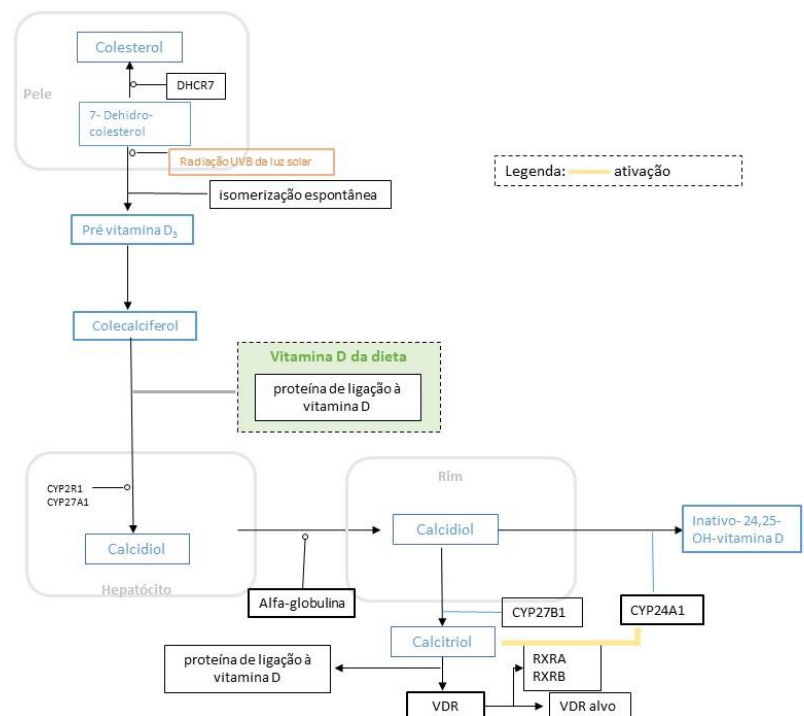 Colesterol
DHCR7
Pele
7- Dehidro-
colesterol
Radiação UVB da luz solar
Legenda: ativação
isomerização espontânea
Pré vitamina D₃
Colecalciferol
Vitamina D da dieta
proteína de ligação à
vitamina D
Rim
CYP2R1
CYP27A1
Calcidiol
Hepatócito
Calcidiol
Inativo- 24,25-
OH-vitamina D
Alfa-globulina
CYP27B1
CYP24A1
Calcitriol
proteína de ligação à
vitamina D
RXRA
RXRB
VDR
VDR alvo